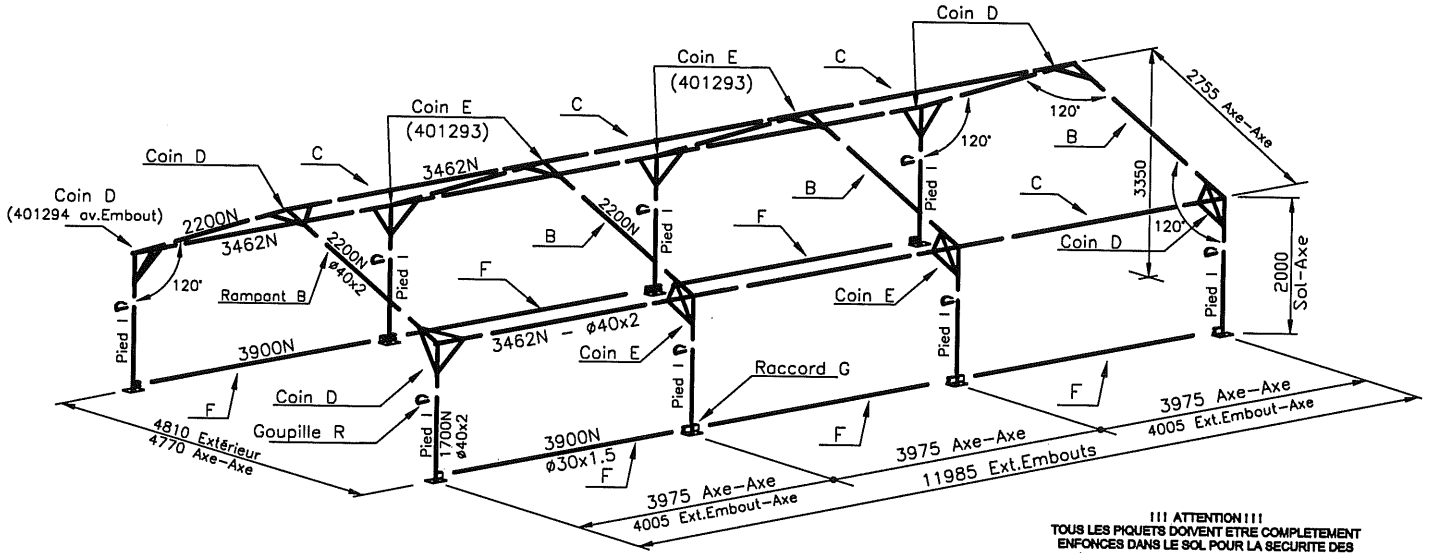 Coin D
Coin E
(401293)
C
Coin E
(401293)
C
2755 Axe-Axe
120°
120°
B
3350
Coin D
C
3462N
120°
Coin D
(401294 av.Embout)
2200N
3462N
120°
2200N
ø40x2
Rampant B
Pied I
B
2200N
Pied I
B
F
Pied I
C
120°
Coin D
2000
Sol-Axe
Pied I
Pied I
F
Coin E
3462N - ø40x2
Coin E
Pied I
Pied I
Pied I
3900N
F
Coin D
Goupille R
Pied I
1700N
ø40x2
Raccord G
4810 Extérieur
4770 Axe-Axe
3900N
ø30x1.5
F
F
F
3975 Axe-Axe
4005 Ext.Embout-Axe
3975 Axe-Axe
11985 Ext.Embouts
3975 Axe-Axe
4005 Ext.Embout-Axe
!!! ATTENTION !!!
TOUS LES PIQUETS DOIVENT ETRE COMPLETEMENT
ENFONCES DANS LE SOL POUR LA SECURITE DES